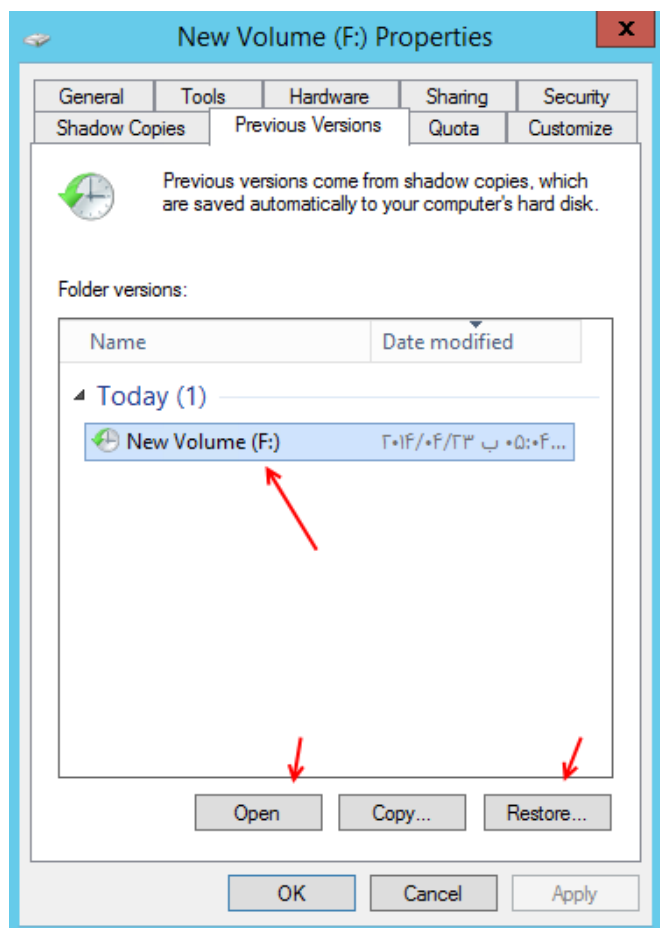 New Volume (F:) Properties
x
General Tools Hardware Sharing Security
Shadow Copies Previous Versions Quota Customize
Previous versions come from shadow copies, which
are saved automatically to your computer's hard disk.
Folder versions:
Name Date modified
Today (1)
New Volume (F:) ۲۰۱۴/۰۴/۲۳ ب ۰۵:۰۴...
Open Copy... Restore...
OK Cancel Apply